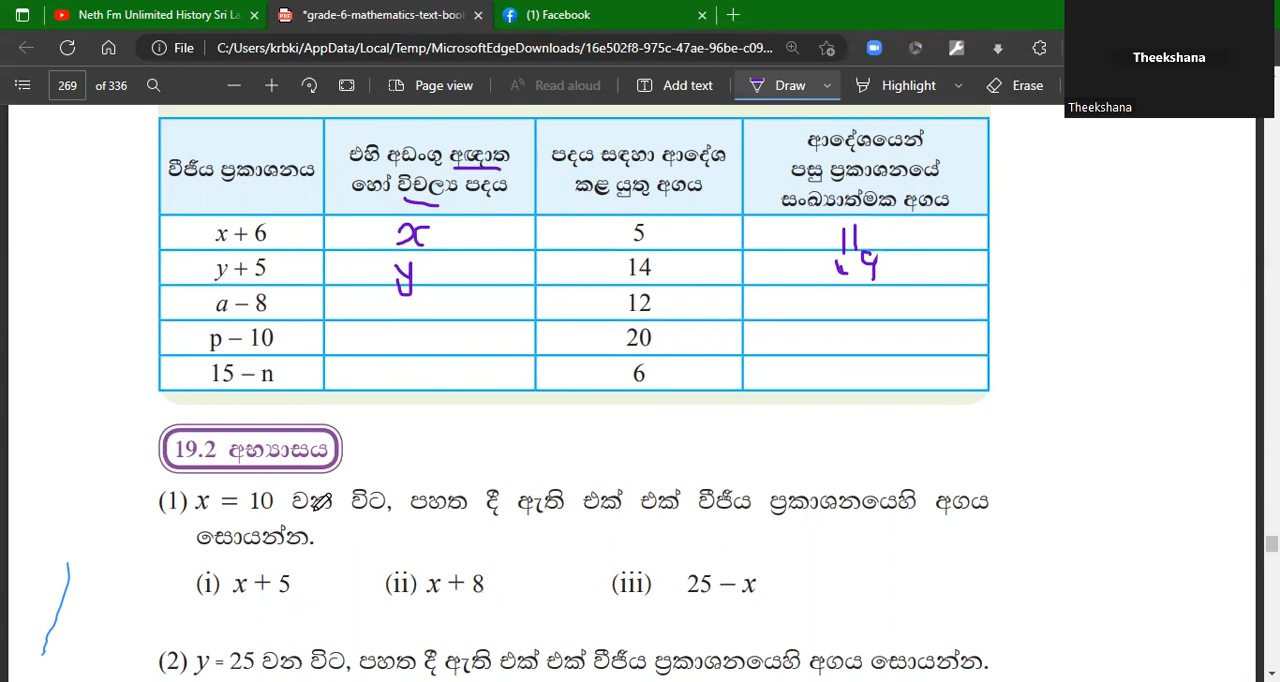 Neth Fm Unlimited History Sri La
*grade-6-mathematics-text-boo
(1) Facebook
File C:/Users/krbki/AppData/Local/Temp/MicrosoftEdgeDownloads/16e502f8-975c-47ae-96be-c09...
269 of 336 Page view Read aloud Add text Draw Highlight Erase
Theekshana
Theekshana
වීජීය ප්‍රකාශනය එහි අඩංගු අඥාත හෝ විචල්‍ය පදය පදය සඳහා ආදේශ කළ යුතු අගය ආදේශයෙන් පසු ප්‍රකාශනයේ සංඛ්‍යාත්මක අගය
x + 6 x 5 11
y + 5 y 14 19
a – 8 12
p – 10 20
15 – n 6
19.2 අභ්‍යාසය
(1) x = 10 වන විට, පහත දී ඇති එක් එක් වීජීය ප්‍රකාශනයෙහි අගය
සොයන්න.
(i) x + 5 (ii) x + 8 (iii) 25 – x
(2) y = 25 වන විට, පහත දී ඇති එක් එක් වීජීය ප්‍රකාශනයෙහි අගය සොයන්න.